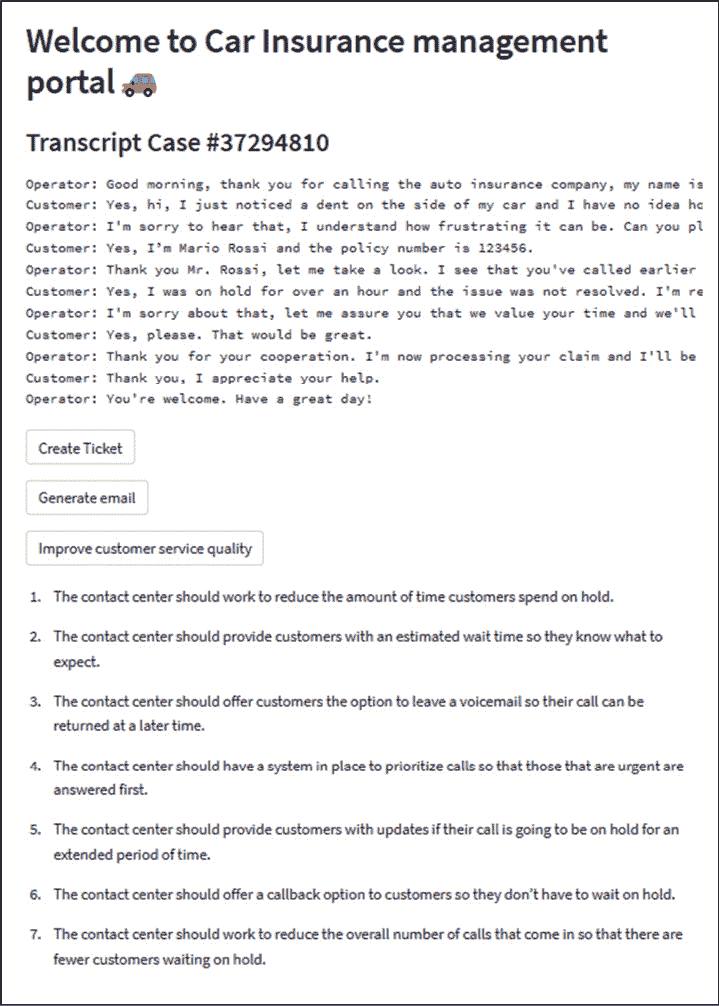 Welcome to Car Insurance management
portal
Transcript Case #37294810
Operator: Good morning, thank you for calling the auto insurance company, my name is
Customer: Yes, hi, I just noticed a dent on the side of my car and I have no idea
Operator: I'm sorry to hear that, I understand how frustrating it can be. Can you
Customer: Yes, I’m Mario Rossi and the policy number is 123456.
Operator: Thank you Mr. Rossi, let me take a look. I see that you've called earlier
Customer: Yes, I was on hold for over an hour and the issue was not resolved. I'm
Operator: I'm sorry about that, let me assure you that we value your time and we'll
Customer: Yes, please. That would be great.
Operator: Thank you for your cooperation. I'm now processing your claim and I'll be
Customer: Thank you, I appreciate your help.
Operator: You're welcome. Have a great day!
Create Ticket
Generate email
Improve customer service quality
1. The contact center should work to reduce the amount of time customers spend on hold.
2. The contact center should provide customers with an estimated wait time so they know what to
expect.
3. The contact center should offer customers the option to leave a voicemail so their call can be
returned at a later time.
4. The contact center should have a system in place to prioritize calls so that those that are urgent are
answered first.
5. The contact center should provide customers with updates if their call is going to be on hold for an
extended period of time.
6. The contact center should offer a callback option to customers so they don’t have to wait on hold.
7. The contact center should work to reduce the overall number of calls that come in so that there are
fewer customers waiting on hold.